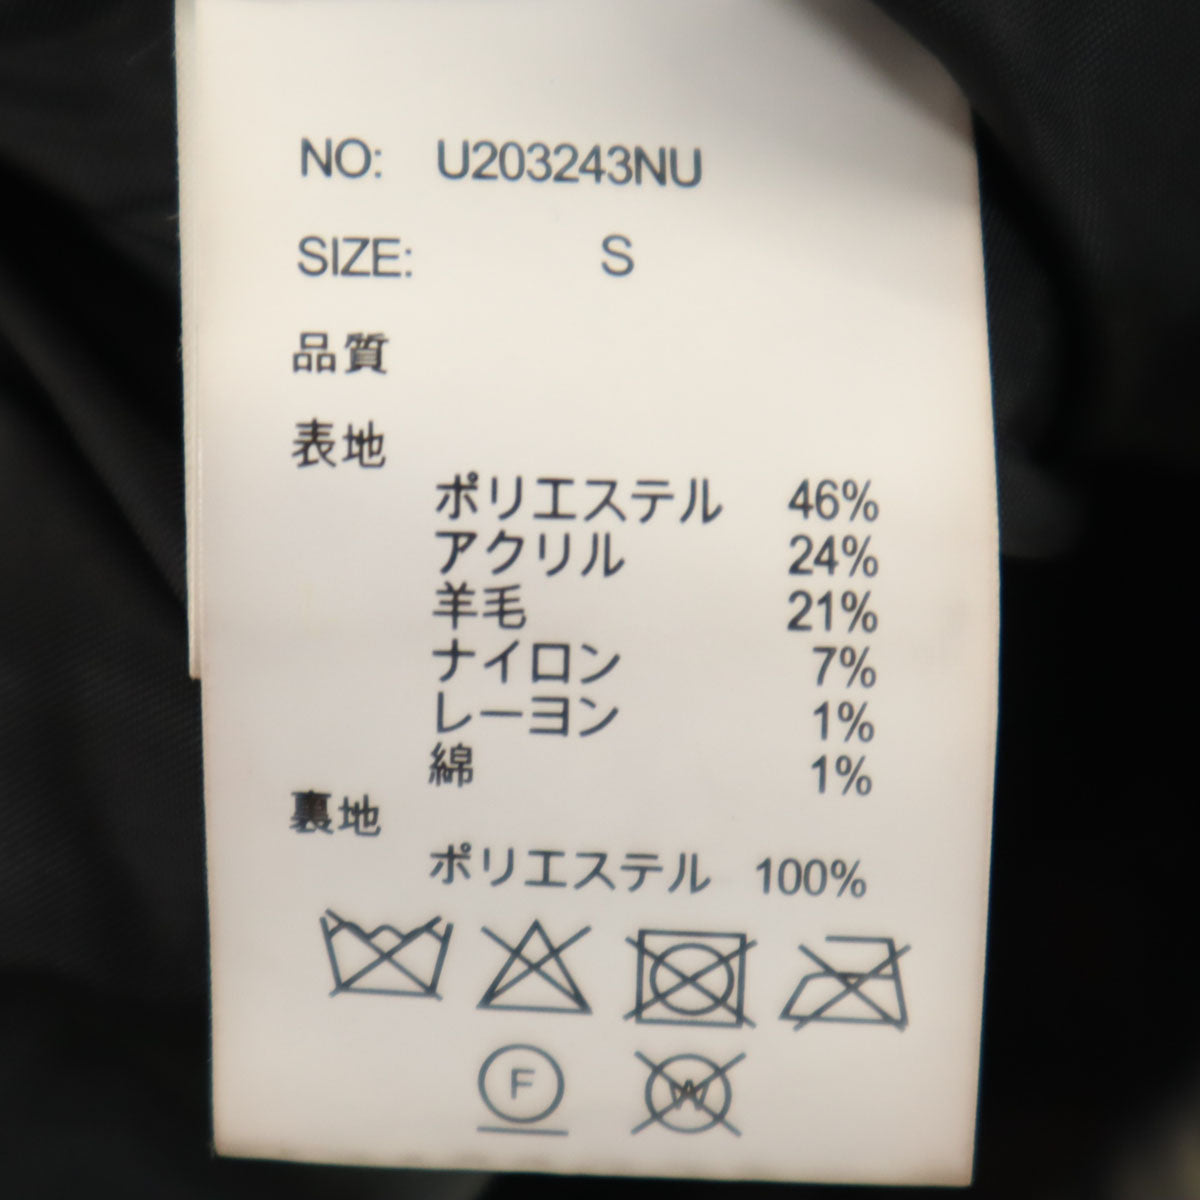 NO: U203243NU
SIZE: S
品質
表地
ポリエステル 46%
アクリル 24%
羊毛 21%
ナイロン 7%
レーヨン 1%
綿 1%
裏地
ポリエステル 100%
F W